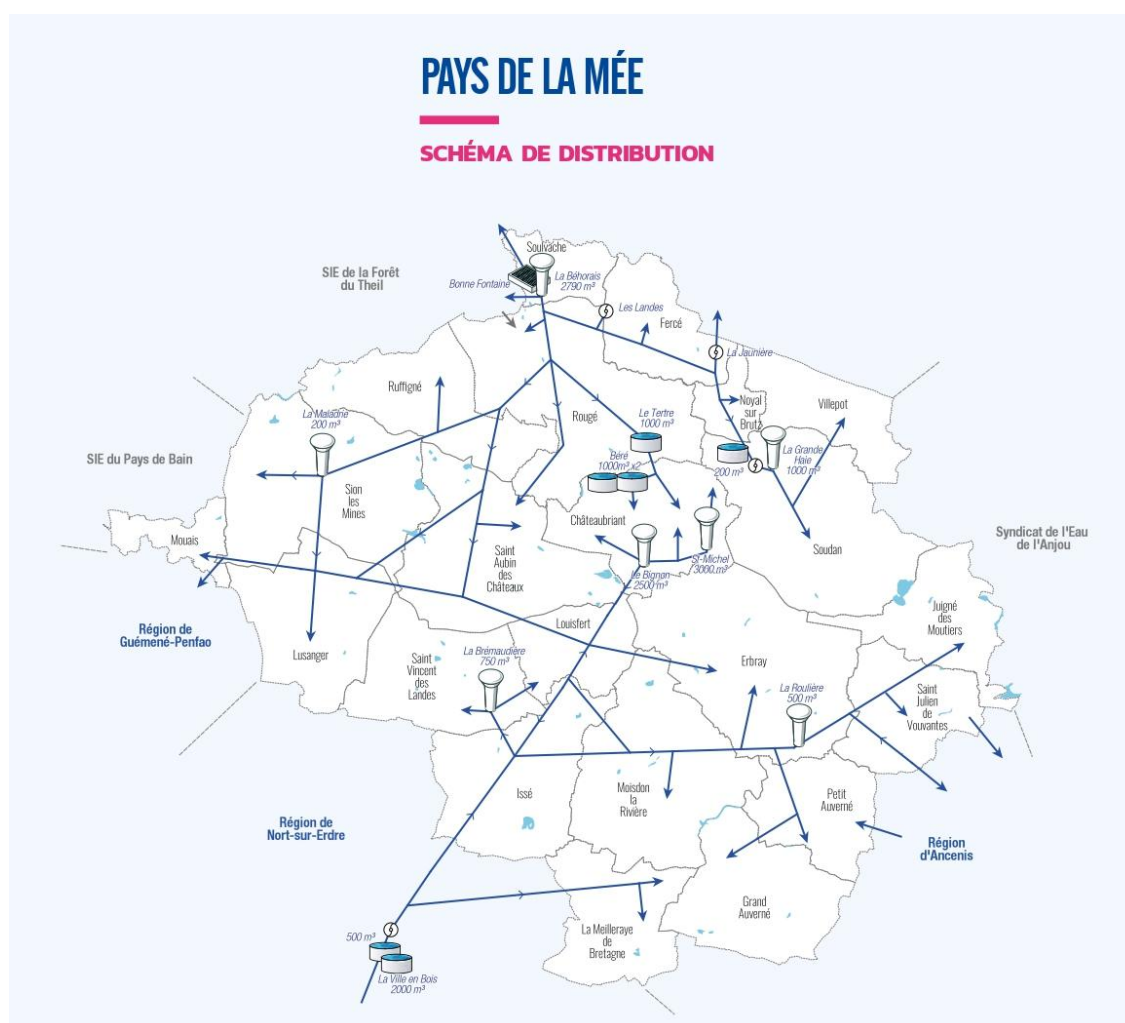 PAYS DE LA MÉE
SCHÉMA DE DISTRIBUTION
Soulvache
SIE de la Forêt
du Theil
Bonne Fontaine
La Béhorais
2790 m³
Les Landes
Fercé
La Jaunière
Ruffigné
Rougé
Noyal
sur
Brutz
Villepot
La Maladrie
200 m³
Le Tertre
1000 m³
SIE du Pays de Bain
Béré
1000m³ x2
200 m³
La Grande
Haie
1000 m³
Sion
les
Mines
Châteaubriant
Mouais
Saint
Aubin
des
Châteaux
Le Bignon
2500 m³
St-Michel
3000 m³
Soudan
Syndicat de l'Eau
de l'Anjou
Région de
Guémené-Penfao
Louisfert
Juigné
des
Moutiers
Lusanger
Saint
Vincent
des
Landes
La Brémaudière
750 m³
Erbray
La Roulière
500 m³
Saint
Julien
de
Vouvantes
Issé
Moisdon
la
Rivière
Petit
Auverné
Région de
Nort-sur-Erdre
Région
d'Ancenis
Grand
Auverné
La Meilleraye
de
Bretagne
500 m³
La Ville en Bois
2000 m³